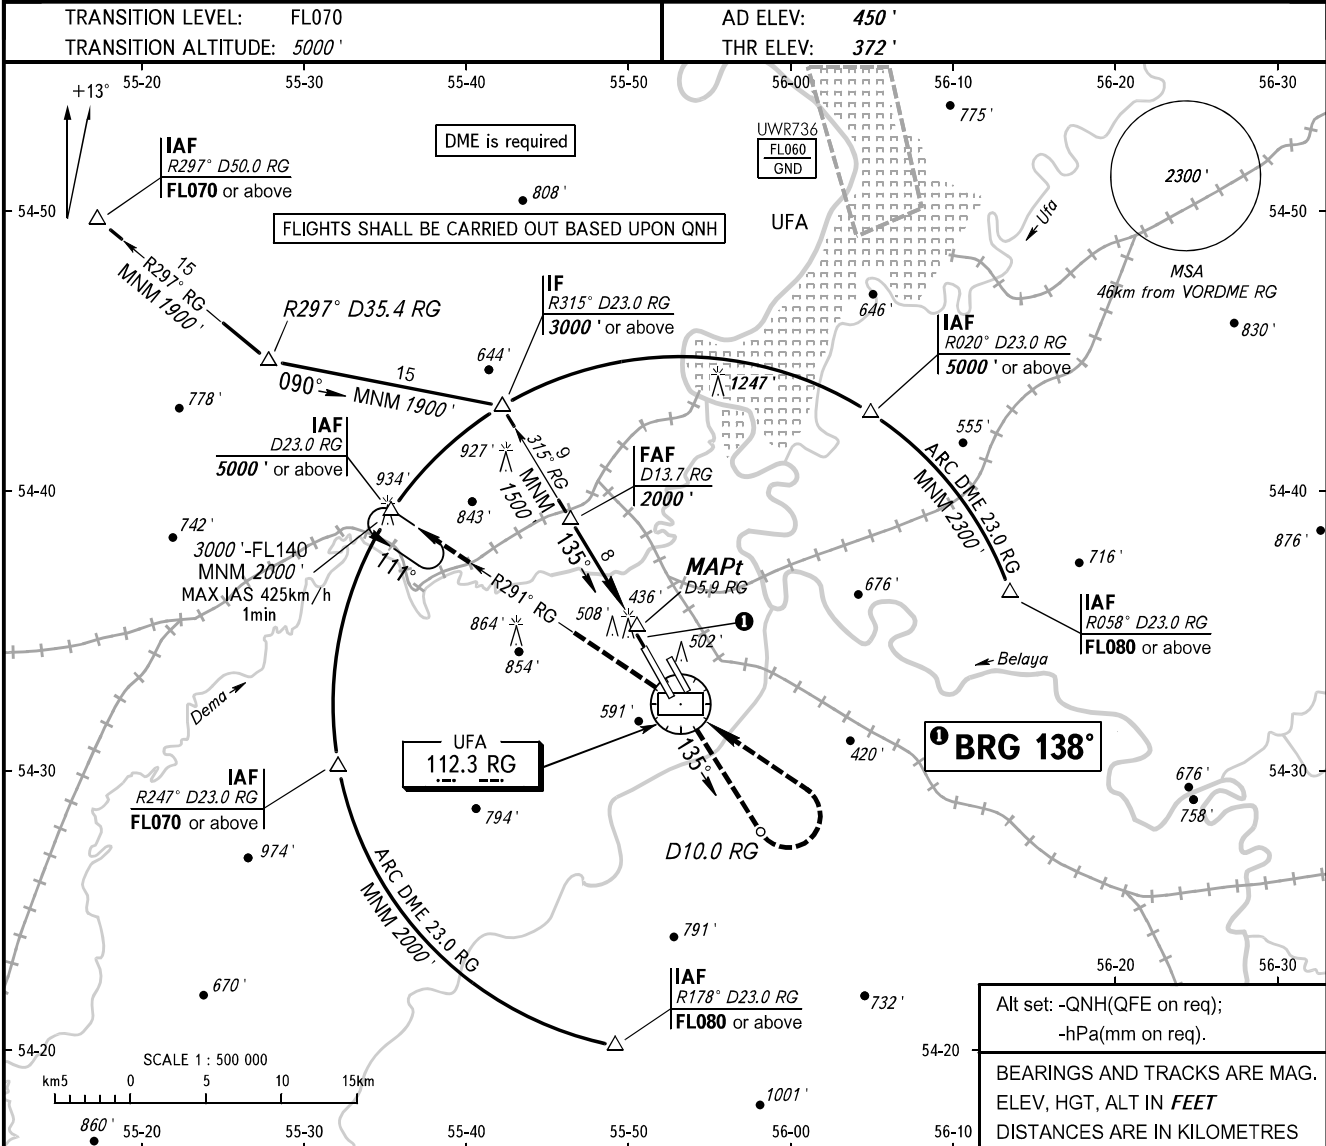 TRANSITION LEVEL: FL070
TRANSITION ALTITUDE: 5000 '
AD ELEV: 450 '
THR ELEV: 372 '
55-20 55-30 55-40 55-50 56-00 56-10 56-20 56-30
+13°
IAF
R297° D50.0 RG
FL070 or above
DME is required
UWR736
FL060
GND
775 '
2300 '
808 '
54-50
54-50
FLIGHTS SHALL BE CARRIED OUT BASED UPON QNH
UFA
Ufa
MSA
46km from VORDME RG
15
R297° RG
MNM 1900 '
R297° D35.4 RG
IF
R315° D23.0 RG
3000 ' or above
646 '
830 '
IAF
R020° D23.0 RG
5000 ' or above
644 '
15
090°
MNM 1900 '
1247 '
778 '
IAF
D23.0 RG
5000 ' or above
927 '
9
315° RG
MNM
1500 '
555 '
FAF
D13.7 RG
2000 '
ARC DME 23.0 RG
MNM 2300 '
934 '
54-40
54-40
843 '
742 '
3000 '-FL140
MNM 2000 '
MAX IAS 425km/h
1min
111°
135°
8
876 '
716 '
MAPt
D5.9 RG
R291° RG
676 '
436 '
508 '
864 '
1
502 '
IAF
R058° D23.0 RG
FL080 or above
854 '
Belaya
Dema
591 '
UFA
112.3 RG
135°
420 '
1 BRG 138°
54-30
54-30
IAF
R247° D23.0 RG
FL070 or above
676 '
758 '
794 '
D10.0 RG
974 '
ARC DME 23.0 RG
MNM 2000 '
791 '
56-20 56-30
670 '
IAF
R178° D23.0 RG
FL080 or above
732 '
Alt set: -QNH(QFE on req);
-hPa(mm on req).
54-20
54-20
SCALE 1 : 500 000
km5 0 5 10 15km
BEARINGS AND TRACKS ARE MAG.
ELEV, HGT, ALT IN FEET
DISTANCES ARE IN KILOMETRES
1001 '
860 '
55-20 55-30 55-40 55-50 56-00 56-10